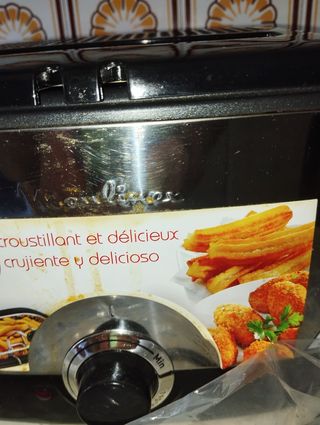 Moulinex
croustillant et délicieux
crujiente y delicioso
Min